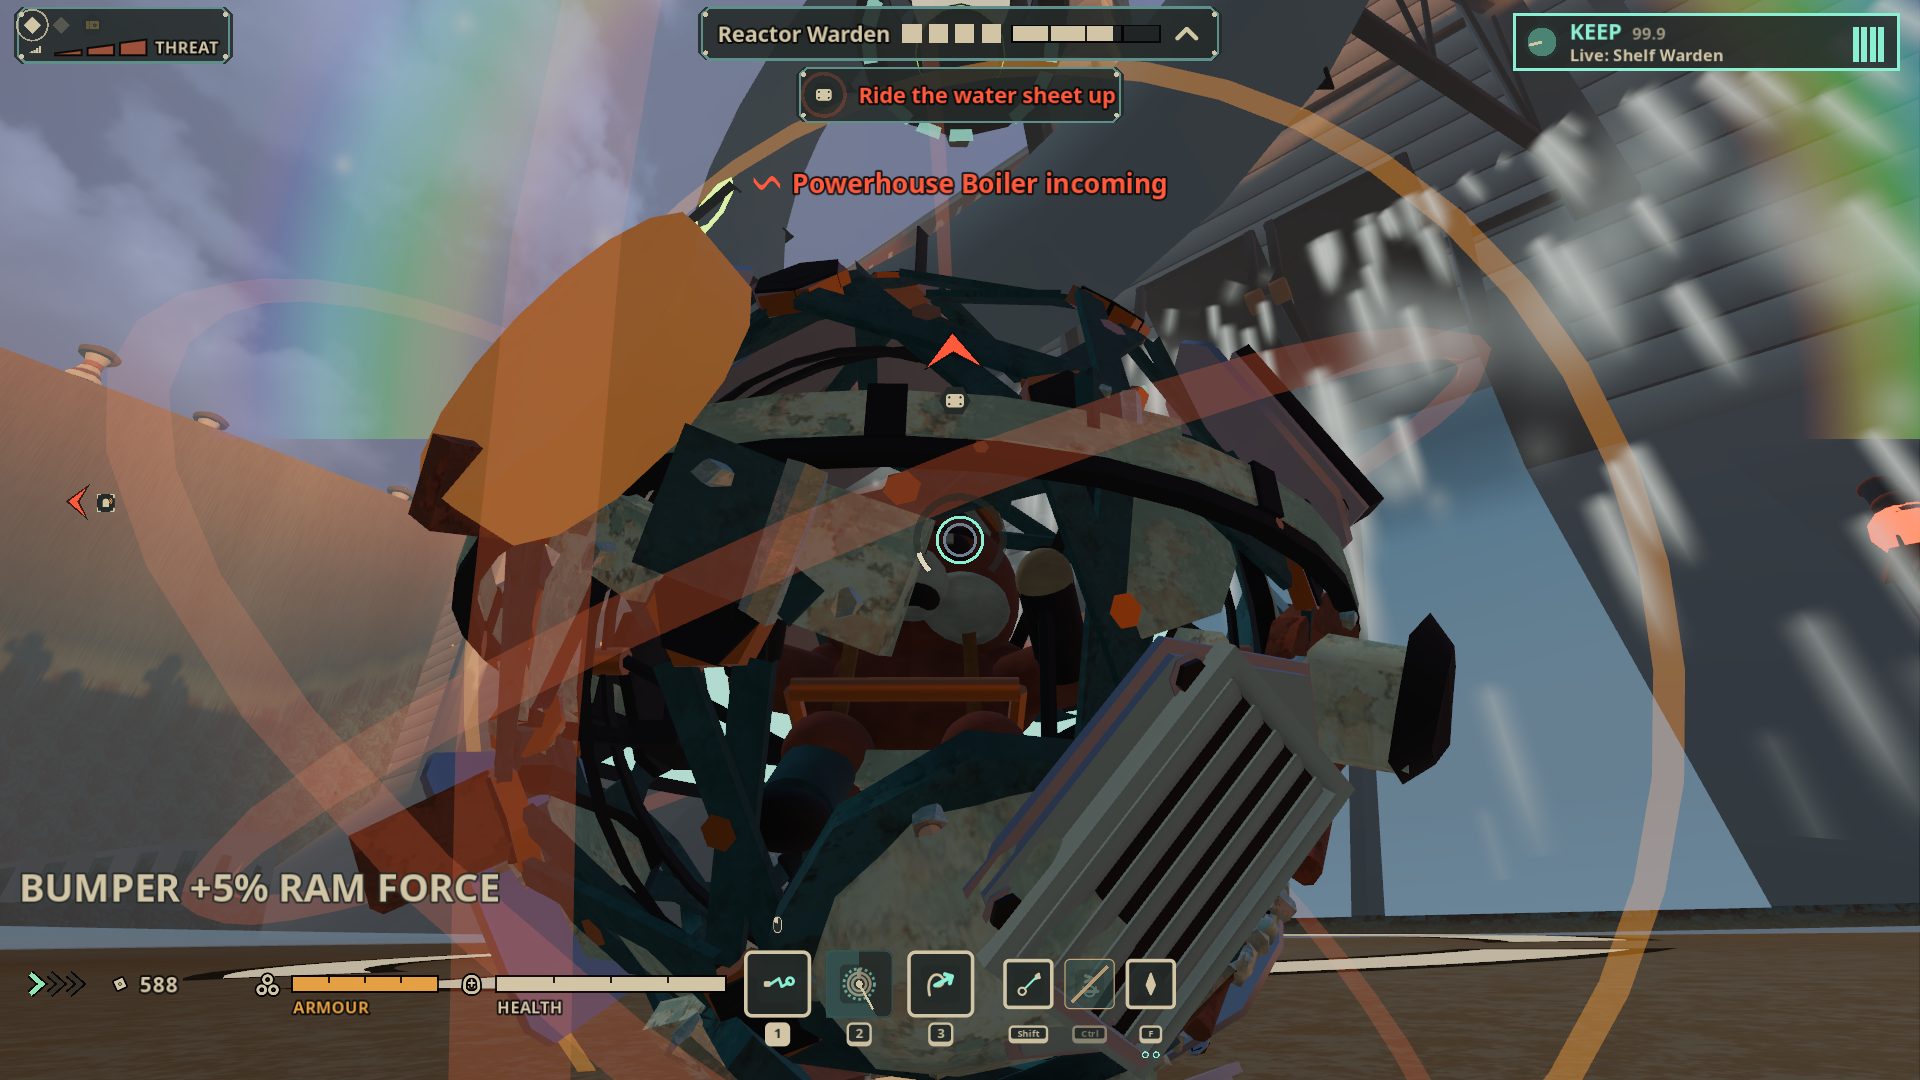 THREAT
Reactor Warden
Ride the water sheet up
KEEP 99.9
Live: Shelf Warden
Powerhouse Boiler incoming
BUMPER +5% RAM FORCE
588
ARMOUR
HEALTH
1
2
3
Shift
Ctrl
F